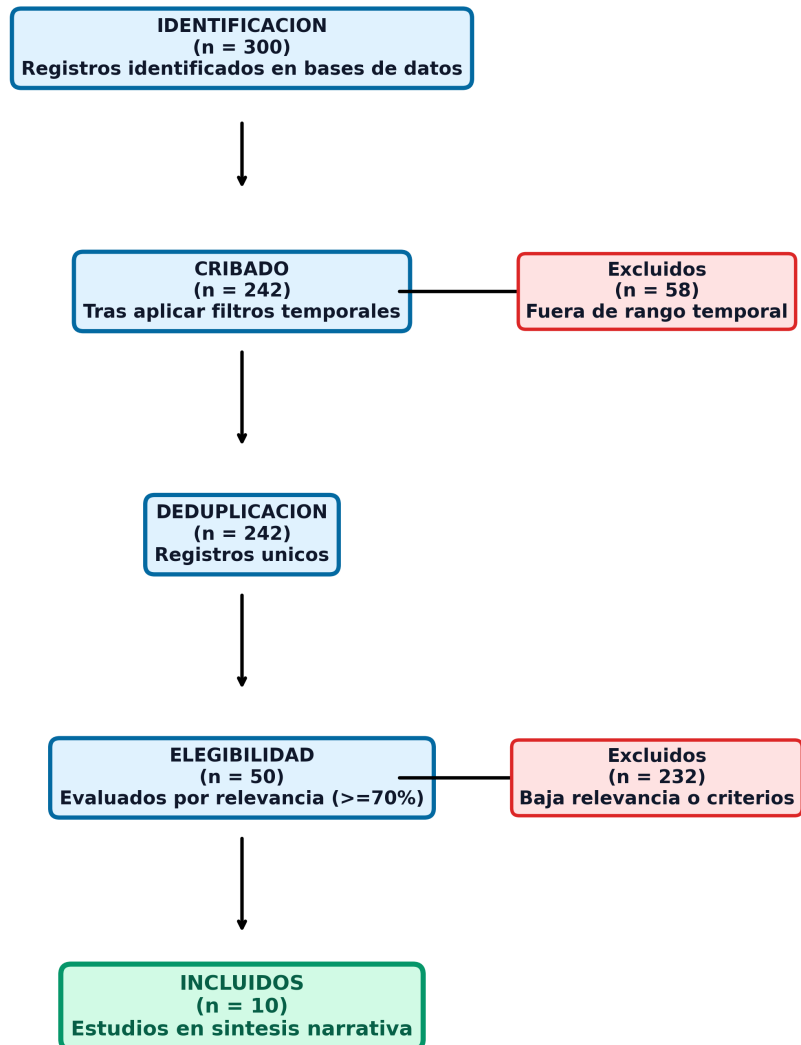 IDENTIFICACION
(n = 300)
Registros identificados en bases de datos
CRIBADO
(n = 242)
Tras aplicar filtros temporales
Excluidos
(n = 58)
Fuera de rango temporal
DEDUPLICACION
(n = 242)
Registros unicos
ELEGIBILIDAD
(n = 50)
Evaluados por relevancia (>=70%)
Excluidos
(n = 232)
Baja relevancia o criterios
INCLUIDOS
(n = 10)
Estudios en sintesis narrativa